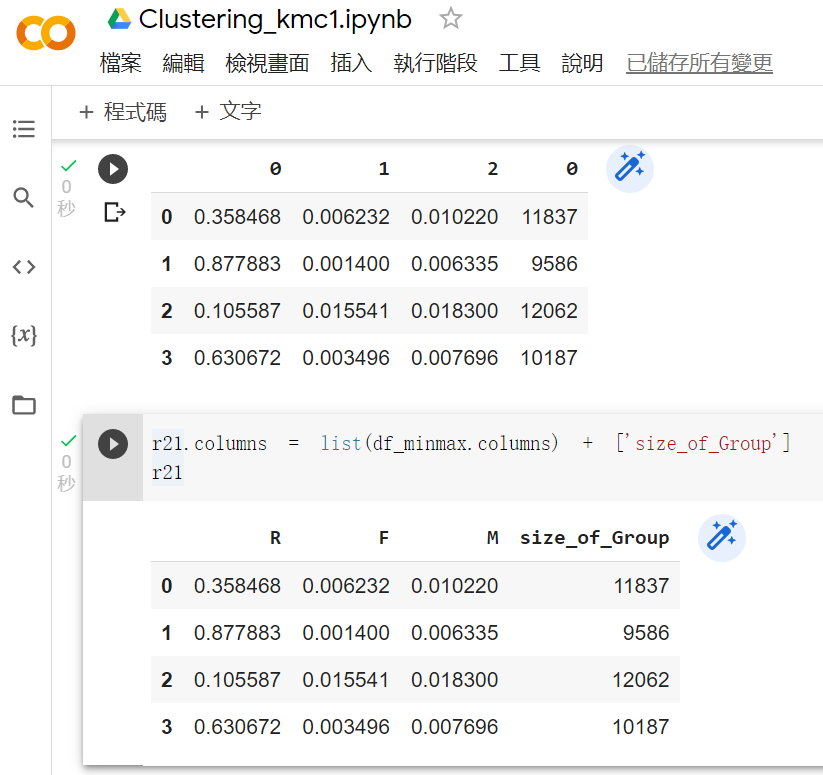 Clustering_kmc1.ipynb
檔案 編輯 檢視畫面 插入 執行階段 工具 說明 已儲存所有變更
+ 程式碼 + 文字
0 1 2 0
0 0.358468 0.006232 0.010220 11837
1 0.877883 0.001400 0.006335 9586
2 0.105587 0.015541 0.018300 12062
3 0.630672 0.003496 0.007696 10187
0
秒
{x}
r21.columns = list(df_minmax.columns) + ['size_of_Group']
r21
0
秒
R F M size_of_Group
0 0.358468 0.006232 0.010220 11837
1 0.877883 0.001400 0.006335 9586
2 0.105587 0.015541 0.018300 12062
3 0.630672 0.003496 0.007696 10187